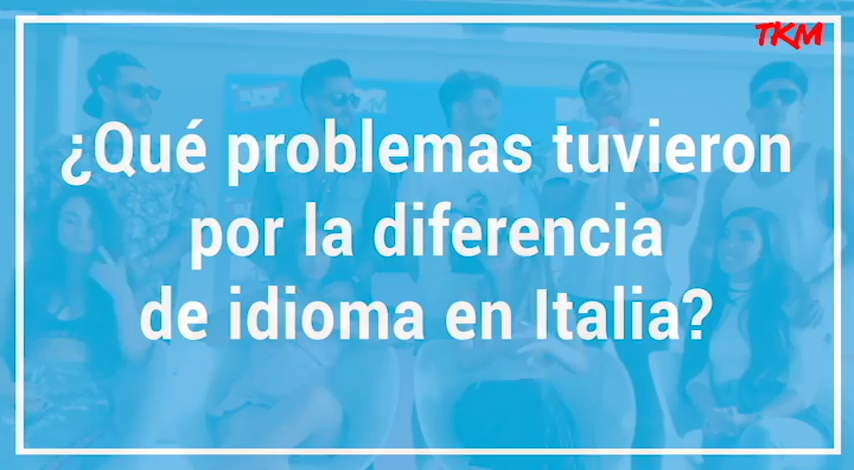 TKM
¿Qué problemas tuvieron
por la diferencia
de idioma en Italia?